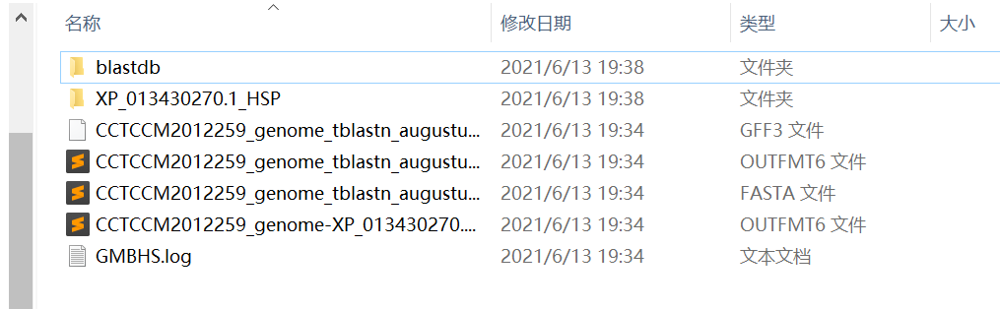 名称 修改日期 类型 大小
blastdb 2021/6/13 19:38 文件夹
XP_013430270.1_HSP 2021/6/13 19:38 文件夹
CCTCCM2012259_genome_tblastn_augustu... 2021/6/13 19:34 GFF3 文件
CCTCCM2012259_genome_tblastn_augustu... 2021/6/13 19:34 OUTFMT6 文件
CCTCCM2012259_genome_tblastn_augustu... 2021/6/13 19:34 FASTA 文件
CCTCCM2012259_genome-XP_013430270.... 2021/6/13 19:34 OUTFMT6 文件
GMBHS.log 2021/6/13 19:34 文本文档